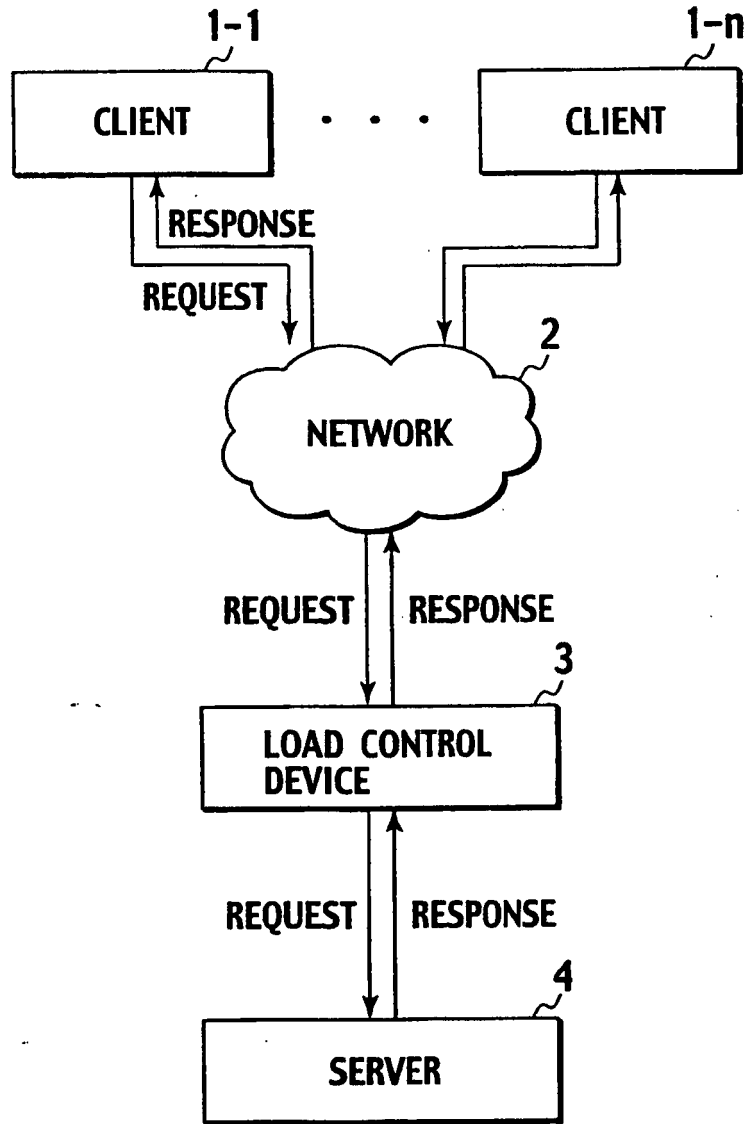 1-1
1-n
CLIENT
. . .
CLIENT
RESPONSE
REQUEST
2
NETWORK
REQUEST
RESPONSE
3
LOAD CONTROL
DEVICE
REQUEST
RESPONSE
4
SERVER